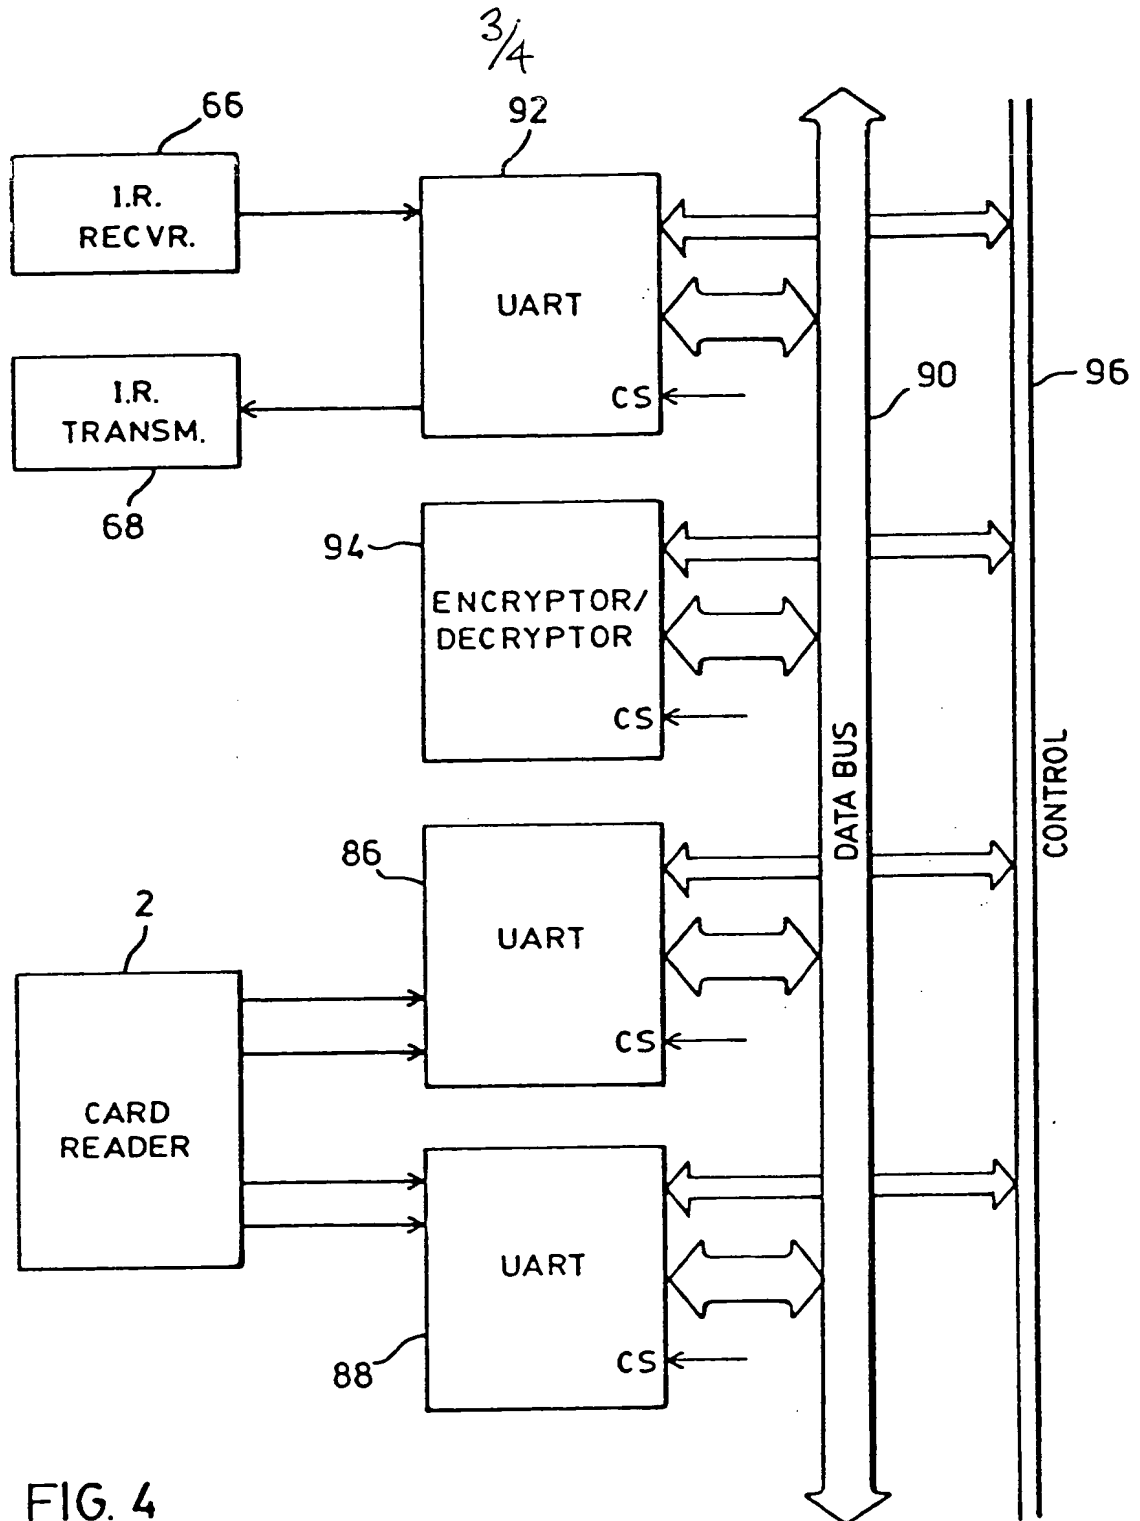 3/4
66
92
I.R.
RECVR.
UART
I.R.
TRANSM.
CS
90
96
68
94
ENCRYPTOR/
DECRYPTOR
CS
DATA BUS
CONTROL
86
2
UART
CS
CARD
READER
UART
88
CS
FIG. 4